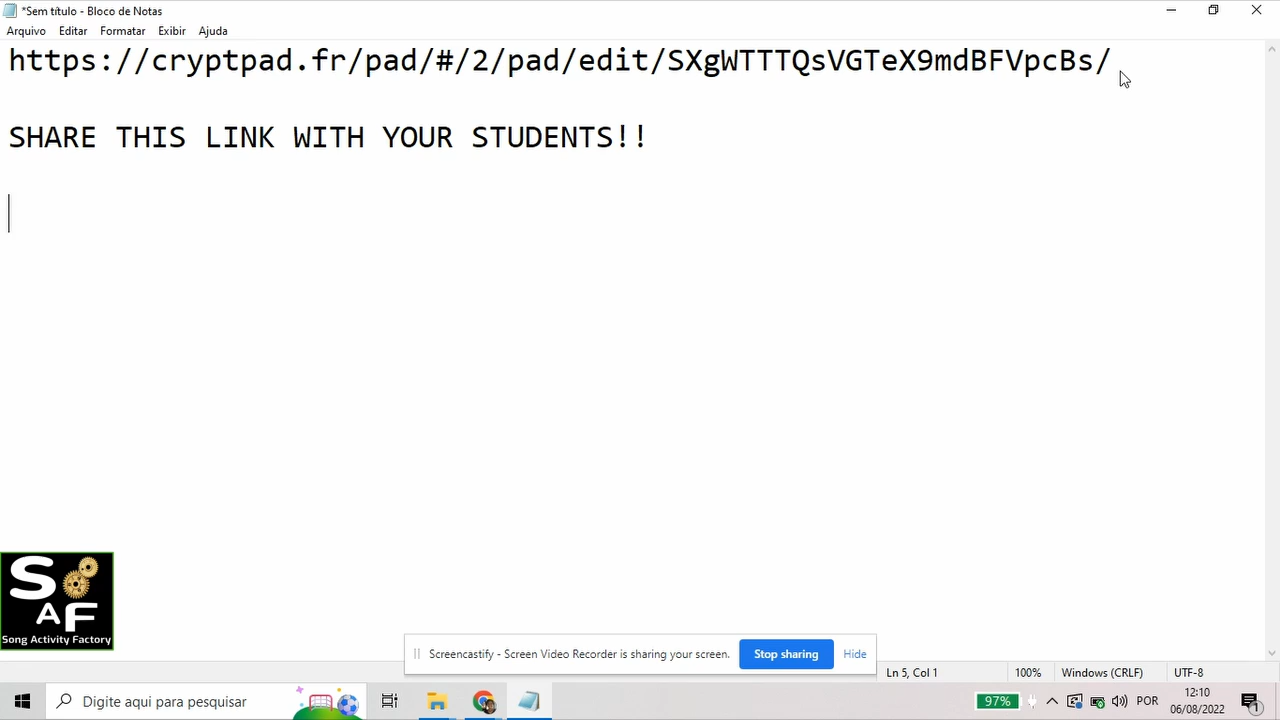 *Sem título - Bloco de Notas
Arquivo Editar Formatar Exibir Ajuda
https://cryptpad.fr/pad/#/2/pad/edit/SXgWTTTQsVGTeX9mdBFVpcBs/
SHARE THIS LINK WITH YOUR STUDENTS!!
S
AF
Song Activity Factory
Screencastify - Screen Video Recorder is sharing your screen. Stop sharing Hide
Ln 5, Col 1 100% Windows (CRLF) UTF-8
Digite aqui para pesquisar 97% POR 12:10
06/08/2022 1